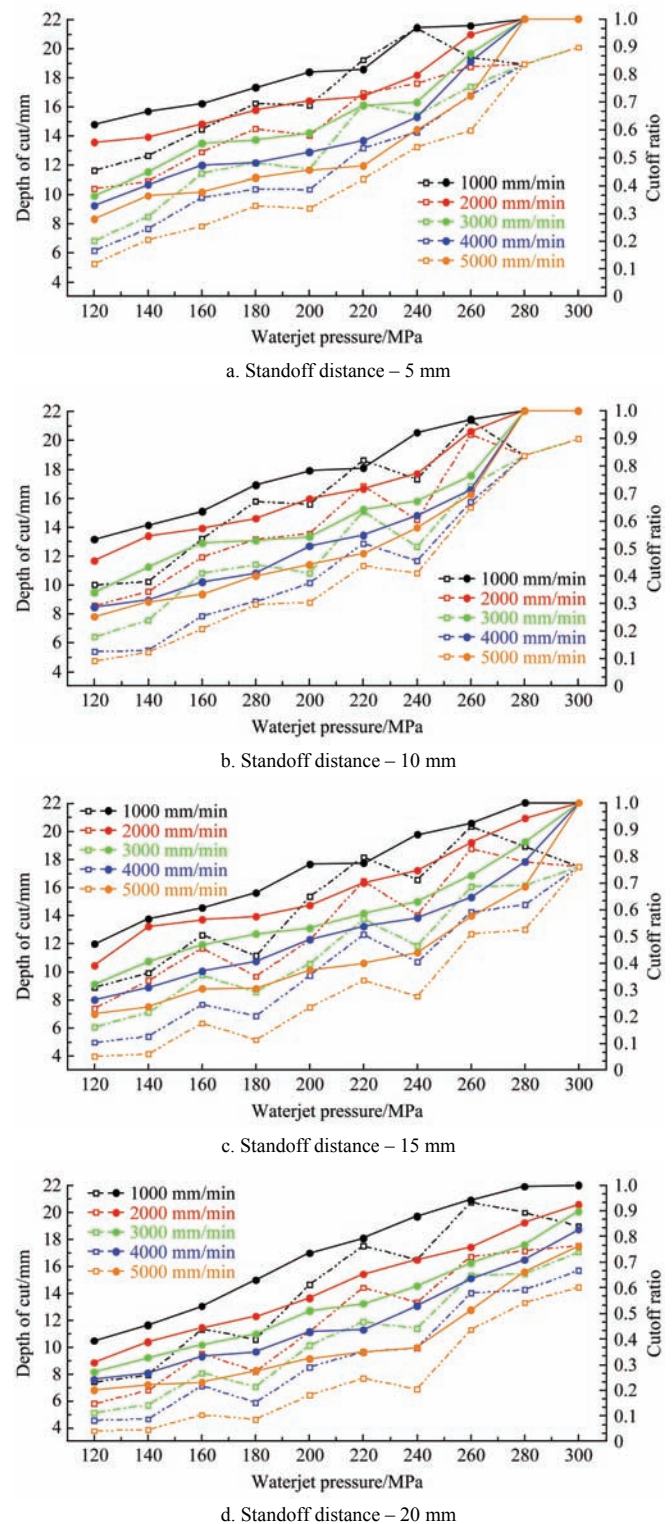 22
20
18
16
14
12
10
8
6
4
Depth of cut/mm
1.0
0.9
0.8
0.7
0.6
0.5
0.4
0.3
0.2
0.1
0
Cutoff ratio
1000 mm/min
2000 mm/min
3000 mm/min
4000 mm/min
5000 mm/min
120 140 160 180 200 220 240 260 280 300
Waterjet pressure/MPa
a. Standoff distance – 5 mm
22
20
18
16
14
12
10
8
6
4
Depth of cut/mm
1.0
0.9
0.8
0.7
0.6
0.5
0.4
0.3
0.2
0.1
0
Cutoff ratio
1000 mm/min
2000 mm/min
3000 mm/min
4000 mm/min
5000 mm/min
120 140 160 180 200 220 240 260 280 300
Waterjet pressure/MPa
b. Standoff distance – 10 mm
22
20
18
16
14
12
10
8
6
4
Depth of cut/mm
1000 mm/min
2000 mm/min
3000 mm/min
4000 mm/min
5000 mm/min
1.0
0.9
0.8
0.7
0.6
0.5
0.4
0.3
0.2
0.1
0
Cutoff ratio
120 140 160 180 200 220 240 260 280 300
Waterjet pressure/MPa
c. Standoff distance – 15 mm
22
20
18
16
14
12
10
8
6
4
Depth of cut/mm
1000 mm/min
2000 mm/min
3000 mm/min
4000 mm/min
5000 mm/min
1.0
0.9
0.8
0.7
0.6
0.5
0.4
0.3
0.2
0.1
0
Cutoff ratio
120 140 160 180 200 220 240 260 280 300
Waterjet pressure/MPa
d. Standoff distance – 20 mm